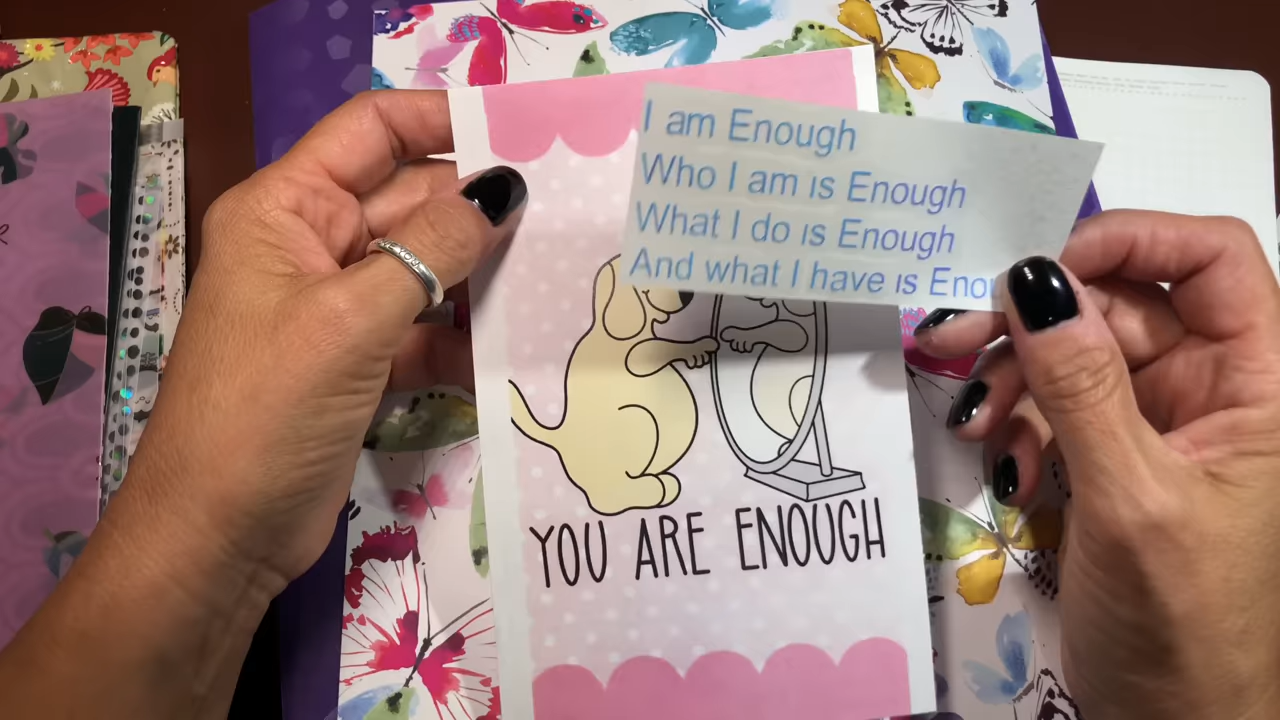 I am Enough
Who I am is Enough
What I do is Enough
And what I have is
YOU ARE ENOUGH